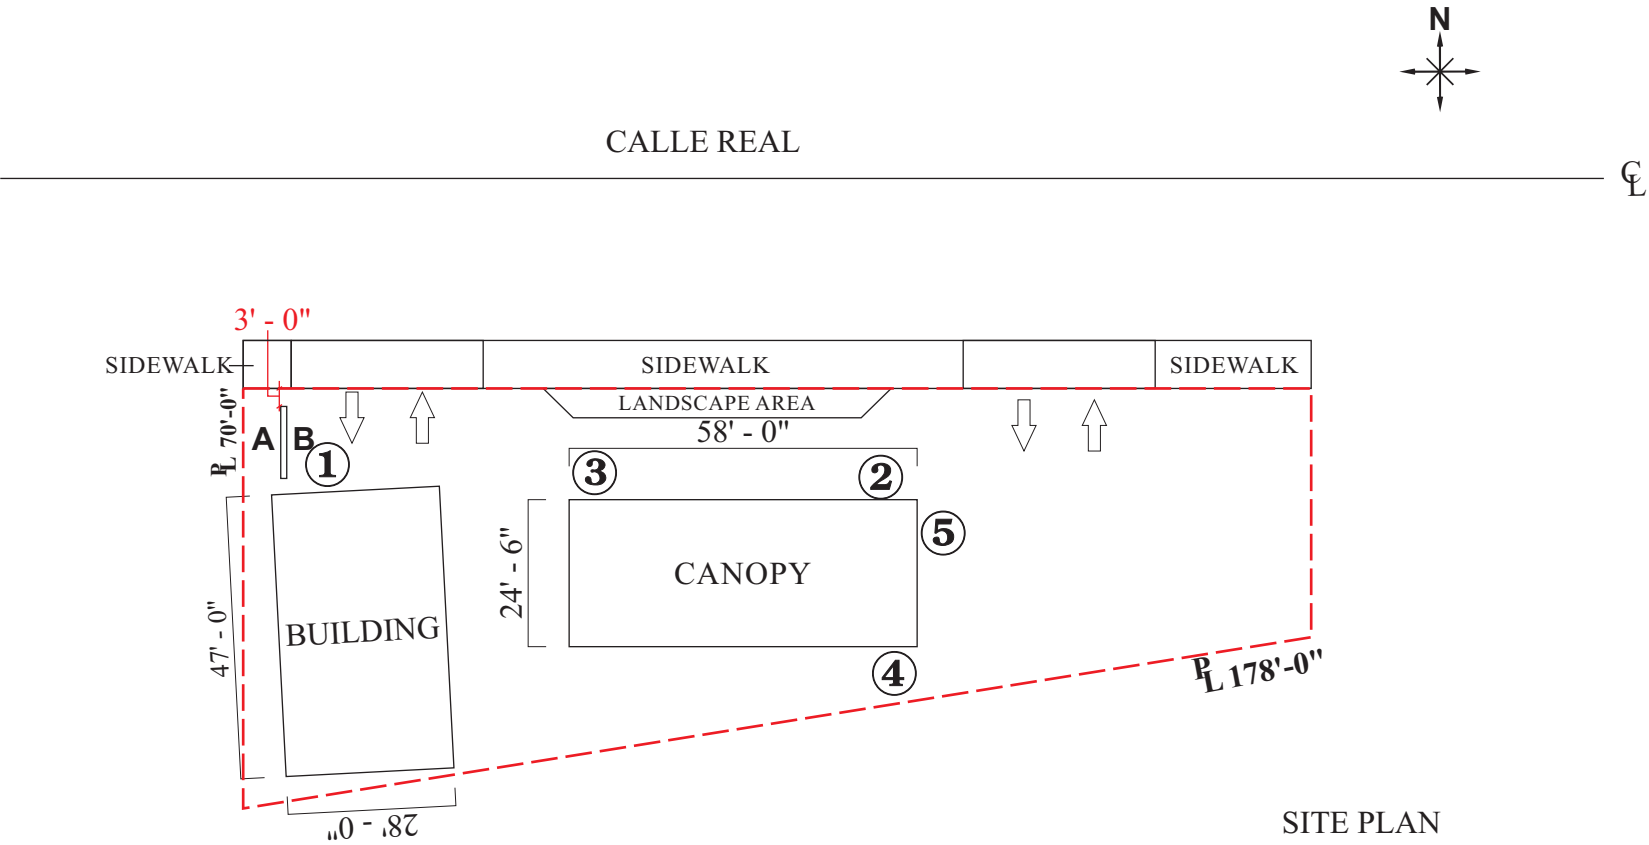 N
CALLE REAL
CL
3' - 0"
SIDEWALK
SIDEWALK
SIDEWALK
LANDSCAPE AREA
58' - 0"
PL 70'-0"
A
B
1
3
2
5
24' - 6"
CANOPY
47' - 0"
BUILDING
4
PL 178'-0"
28' - 0"
SITE PLAN